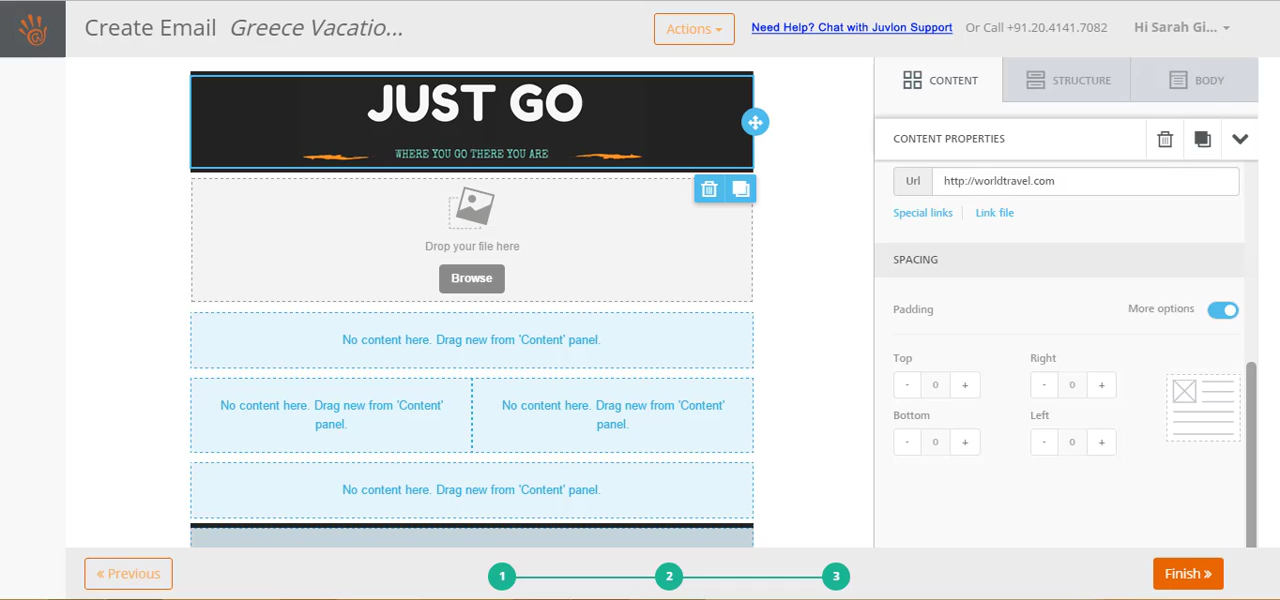 Create Email Greece Vacatio...
Actions
Need Help? Chat with Juvlon Support
Or Call +91.20.4141.7082
Hi Sarah Gi...
JUST GO
WHERE YOU GO THERE YOU ARE
Drop your file here
Browse
No content here. Drag new from 'Content' panel.
No content here. Drag new from 'Content'
panel.
No content here. Drag new from 'Content'
panel.
No content here. Drag new from 'Content' panel.
CONTENT
STRUCTURE
BODY
CONTENT PROPERTIES
Url
http://worldtravel.com
Special links
Link file
SPACING
Padding
More options
Top
Right
- 0 +
- 0 +
Bottom
Left
- 0 +
- 0 +
« Previous
1
2
3
Finish »